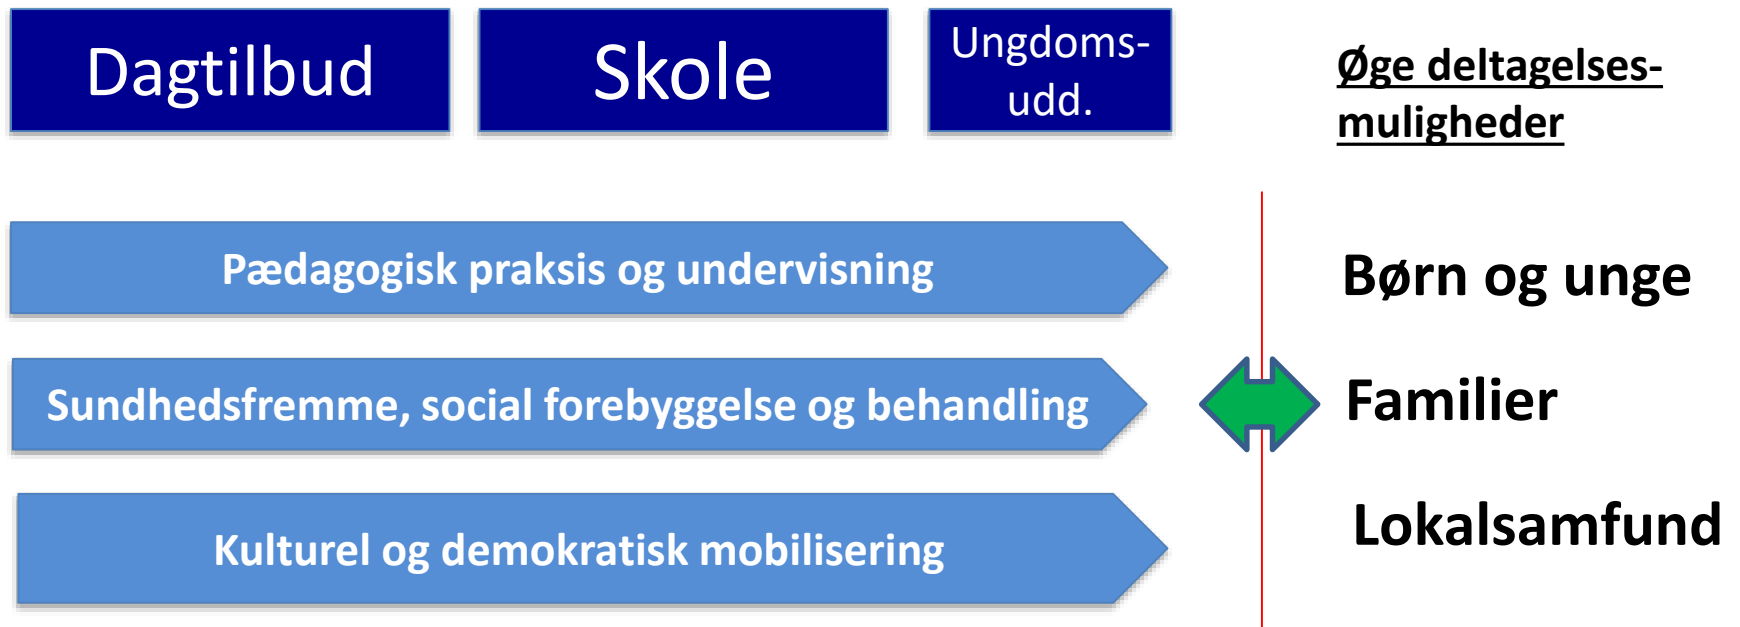 Dagtilbud
Skole
Ungdoms-
udd.
Øge deltagelses-
muligheder
Pædagogisk praksis og undervisning
Børn og unge
Sundhedsfremme, social forebyggelse og behandling
Familier
Kulturel og demokratisk mobilisering
Lokalsamfund